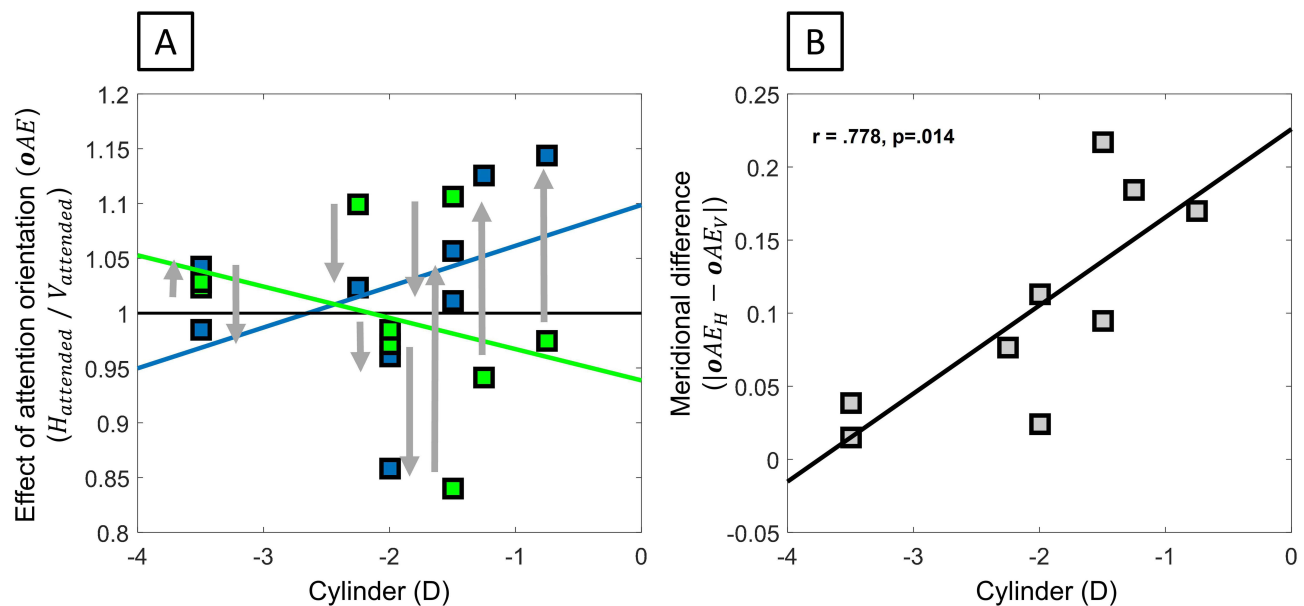 A
B
Effect of attention orientation (oAE)
(H_attended / V_attended)
1.2
1.15
1.1
1.05
1
0.95
0.9
0.85
0.8
-4
-3
-2
-1
0
Cylinder (D)
Meridional difference
(|oAE_H − oAE_V|)
r = .778, p=.014
0.25
0.2
0.15
0.1
0.05
0
-0.05
-4
-3
-2
-1
0
Cylinder (D)